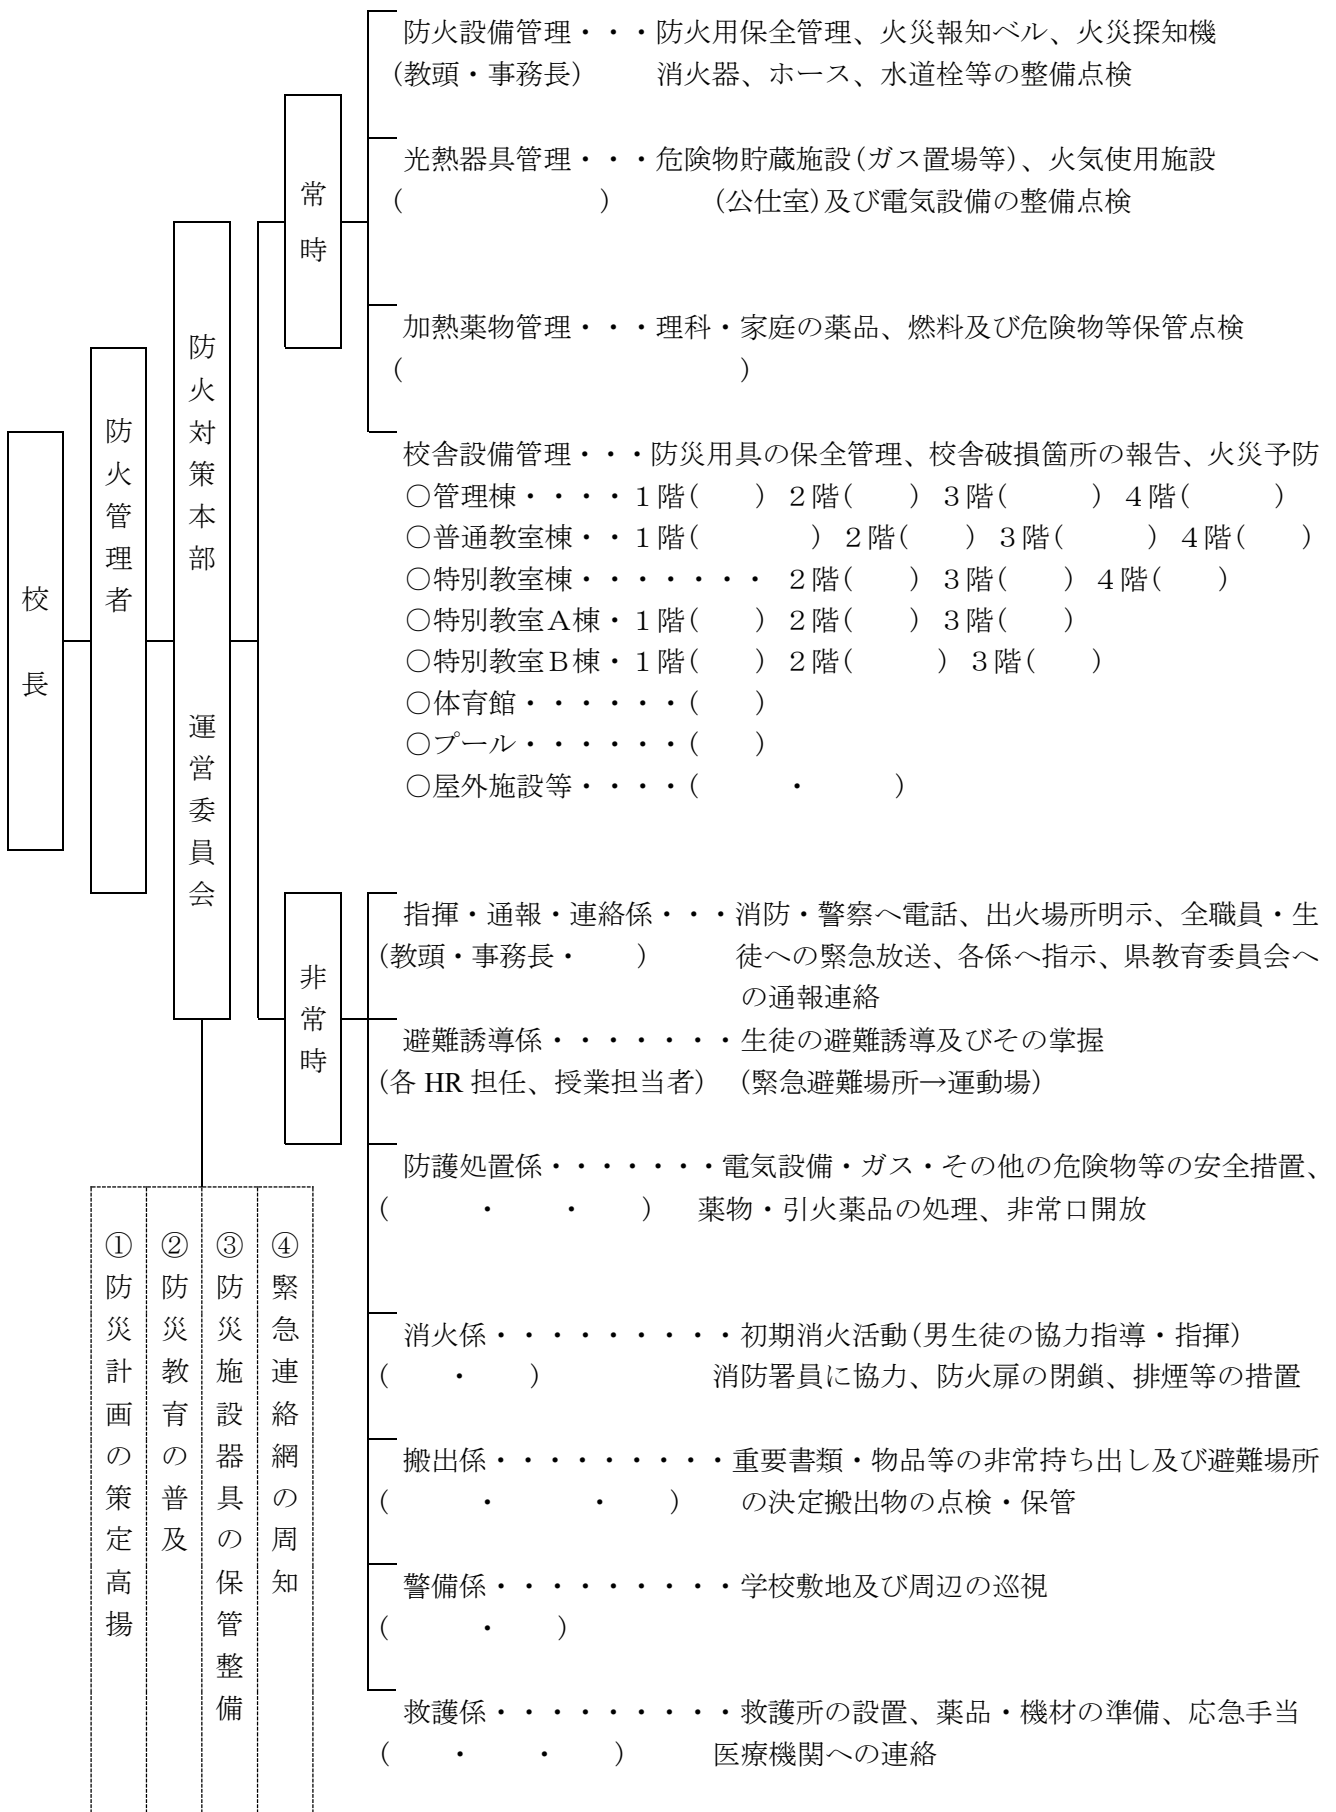 校長
防火管理者
防火対策本部 運営委員会
①防災計画の策定高揚
②防災教育の普及
③防災施設器具の保管整備
④緊急連絡網の周知
常時
防火設備管理・・・防火用保全管理、火災報知ベル、火災探知機
(教頭・事務長) 消火器、ホース、水道栓等の整備点検
光熱器具管理・・・危険物貯蔵施設(ガス置場等)、火気使用施設
( ) (公仕室)及び電気設備の整備点検
加熱薬物管理・・・理科・家庭の薬品、燃料及び危険物等保管点検
( )
校舎設備管理・・・防災用具の保全管理、校舎破損箇所の報告、火災予防
○管理棟・・・・1階( ) 2階( ) 3階( ) 4階( )
○普通教室棟・・1階( ) 2階( ) 3階( ) 4階( )
○特別教室棟・・・・・・・ 2階( ) 3階( ) 4階( )
○特別教室A棟・1階( ) 2階( ) 3階( )
○特別教室B棟・1階( ) 2階( ) 3階( )
○体育館・・・・・・( )
○プール・・・・・・( )
○屋外施設等・・・・( ・ )
非常時
指揮・通報・連絡係・・・消防・警察へ電話、出火場所明示、全職員・生
(教頭・事務長・ ) 徒への緊急放送、各係へ指示、県教育委員会へ
の通報連絡
避難誘導係・・・・・・・生徒の避難誘導及びその掌握
(各HR担任、授業担当者) (緊急避難場所→運動場)
防護処置係・・・・・・・電気設備・ガス・その他の危険物等の安全措置、
( ・ ・ ) 薬物・引火薬品の処理、非常口開放
消火係・・・・・・・・・初期消火活動(男生徒の協力指導・指揮)
( ・ ) 消防署員に協力、防火扉の閉鎖、排煙等の措置
搬出係・・・・・・・・・重要書類・物品等の非常持ち出し及び避難場所
( ・ ・ ) の決定搬出物の点検・保管
警備係・・・・・・・・・学校敷地及び周辺の巡視
( ・ )
救護係・・・・・・・・・救護所の設置、薬品・機材の準備、応急手当
( ・ ・ ) 医療機関への連絡